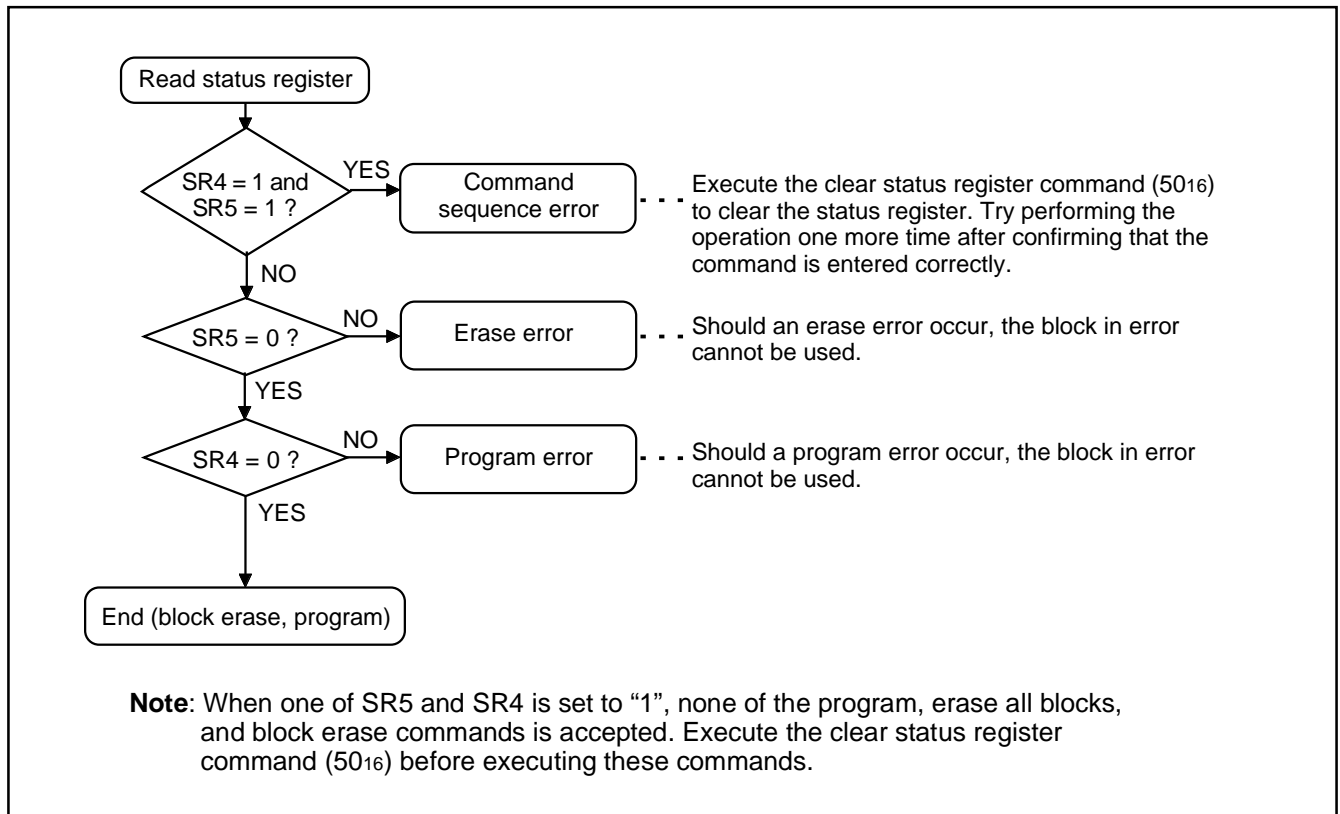 Read status register
SR4 = 1 and
SR5 = 1 ?
YES
Command
sequence error
Execute the clear status register command (5016)
to clear the status register. Try performing the
operation one more time after confirming that the
command is entered correctly.
NO
SR5 = 0 ?
NO
Erase error
Should an erase error occur, the block in error
cannot be used.
YES
SR4 = 0 ?
NO
Program error
Should a program error occur, the block in error
cannot be used.
YES
End (block erase, program)
Note: When one of SR5 and SR4 is set to “1”, none of the program, erase all blocks,
and block erase commands is accepted. Execute the clear status register
command (5016) before executing these commands.